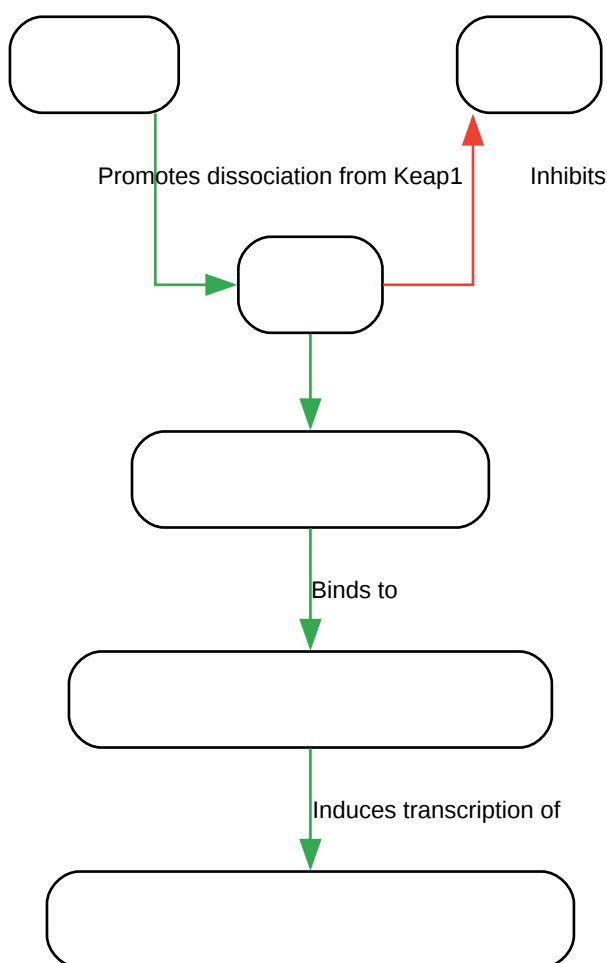 Promotes dissociation from Keap1
Inhibits
Binds to
Induces transcription of